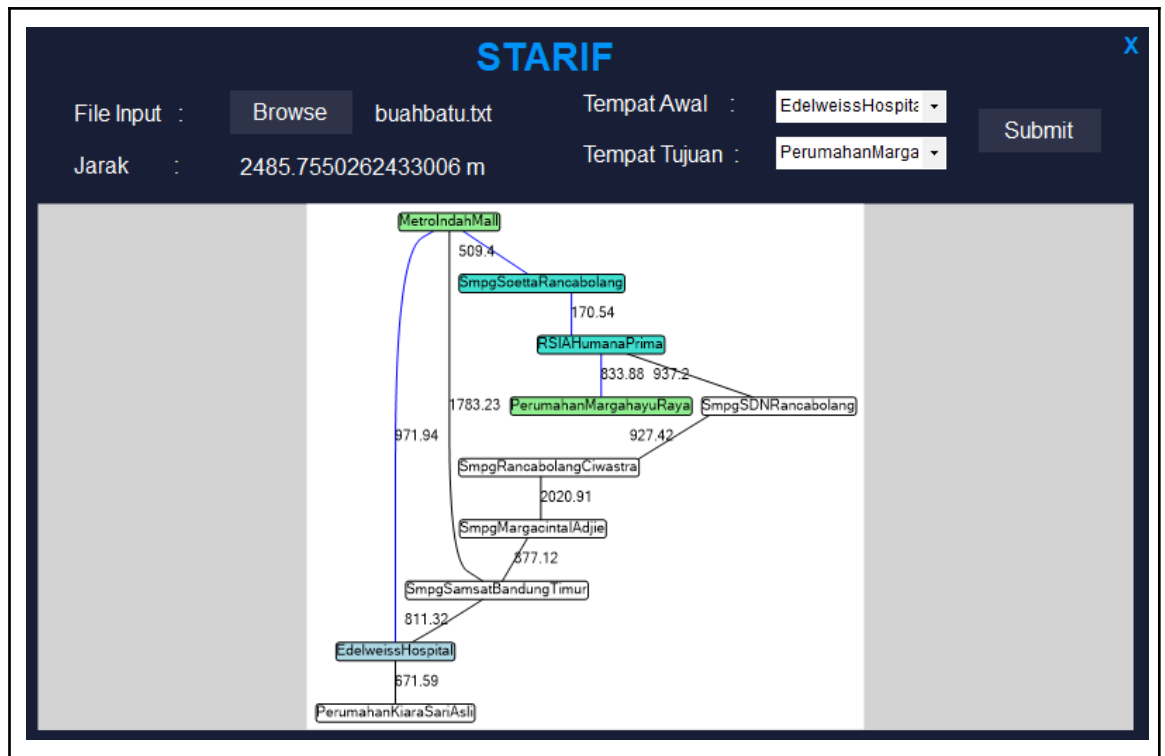 STARIF
X
File Input :
Browse
buahbatu.txt
Tempat Awal :
EdelweissHospita
Submit
Jarak :
2485.7550262433006 m
Tempat Tujuan :
PerumahanMarga
MetroIndahMall
509.4
SmpgSoettaRancabolang
170.54
RSIAHumanaPrima
833.88 937.2
1783.23 PerumahanMargahayuRaya SmpgSDNRancabolang
971.94 927.42
SmpgRancabolangCiwastra
2020.91
SmpgMargacintaIAdjie
877.12
SmpgSamsatBandungTimur
811.32
EdelweissHospital
671.59
PerumahanKiaraSariAsli